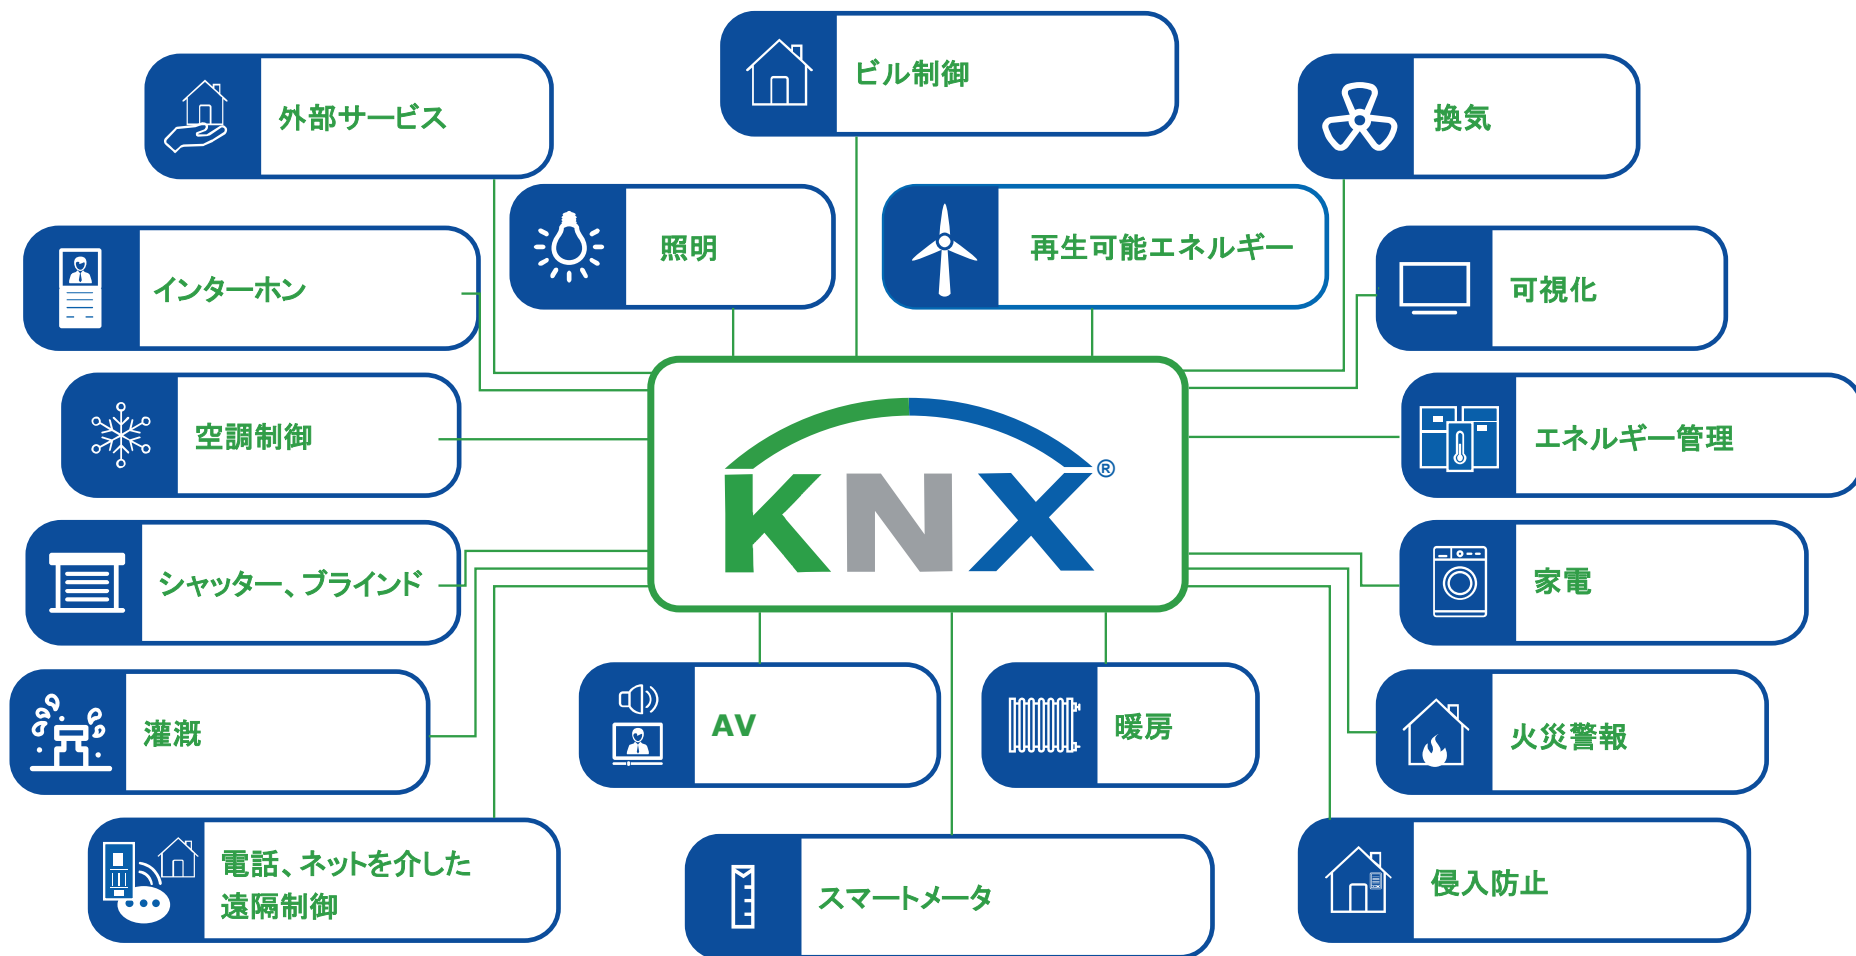 ビル制御
外部サービス
換気
照明
再生可能エネルギー
インターホン
可視化
空調制御
エネルギー管理
KNX®
シャッター、ブラインド
家電
灌漑
AV
暖房
火災警報
電話、ネットを介した
遠隔制御
スマートメータ
侵入防止